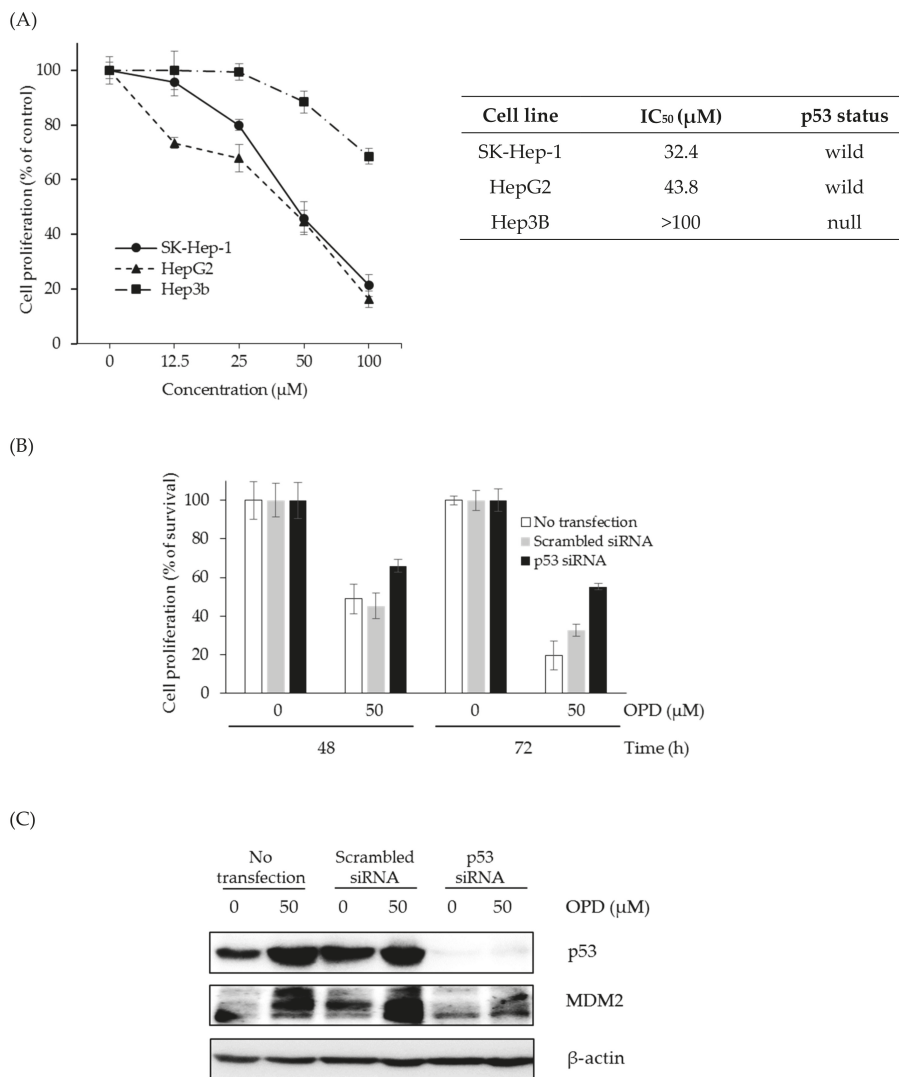 (A)
Cell proliferation (% of control)
100
80
60
40
20
0
SK-Hep-1
HepG2
Hep3b
0 12.5 25 50 100
Concentration (µM)
Cell line IC₅₀ (µM) p53 status
SK-Hep-1 32.4 wild
HepG2 43.8 wild
Hep3B >100 null
(B)
Cell proliferation (% of survival)
100
80
60
40
20
0
No transfection
Scrambled siRNA
p53 siRNA
0 50 0 50 OPD (µM)
48 72 Time (h)
(C)
No transfection
Scrambled siRNA
p53 siRNA
0 50 0 50 0 50 OPD (µM)
p53
MDM2
β-actin